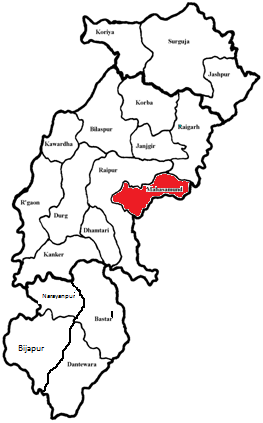 Koriya
Surguja
Jashpur
Korba
Raigarh
Bilaspur
Kawardha
Janjgir
Raipur
Mahasamund
R'gaon
Durg
Dhamtari
Kanker
Narayanpur
Bastar
Bijapur
Dantewara